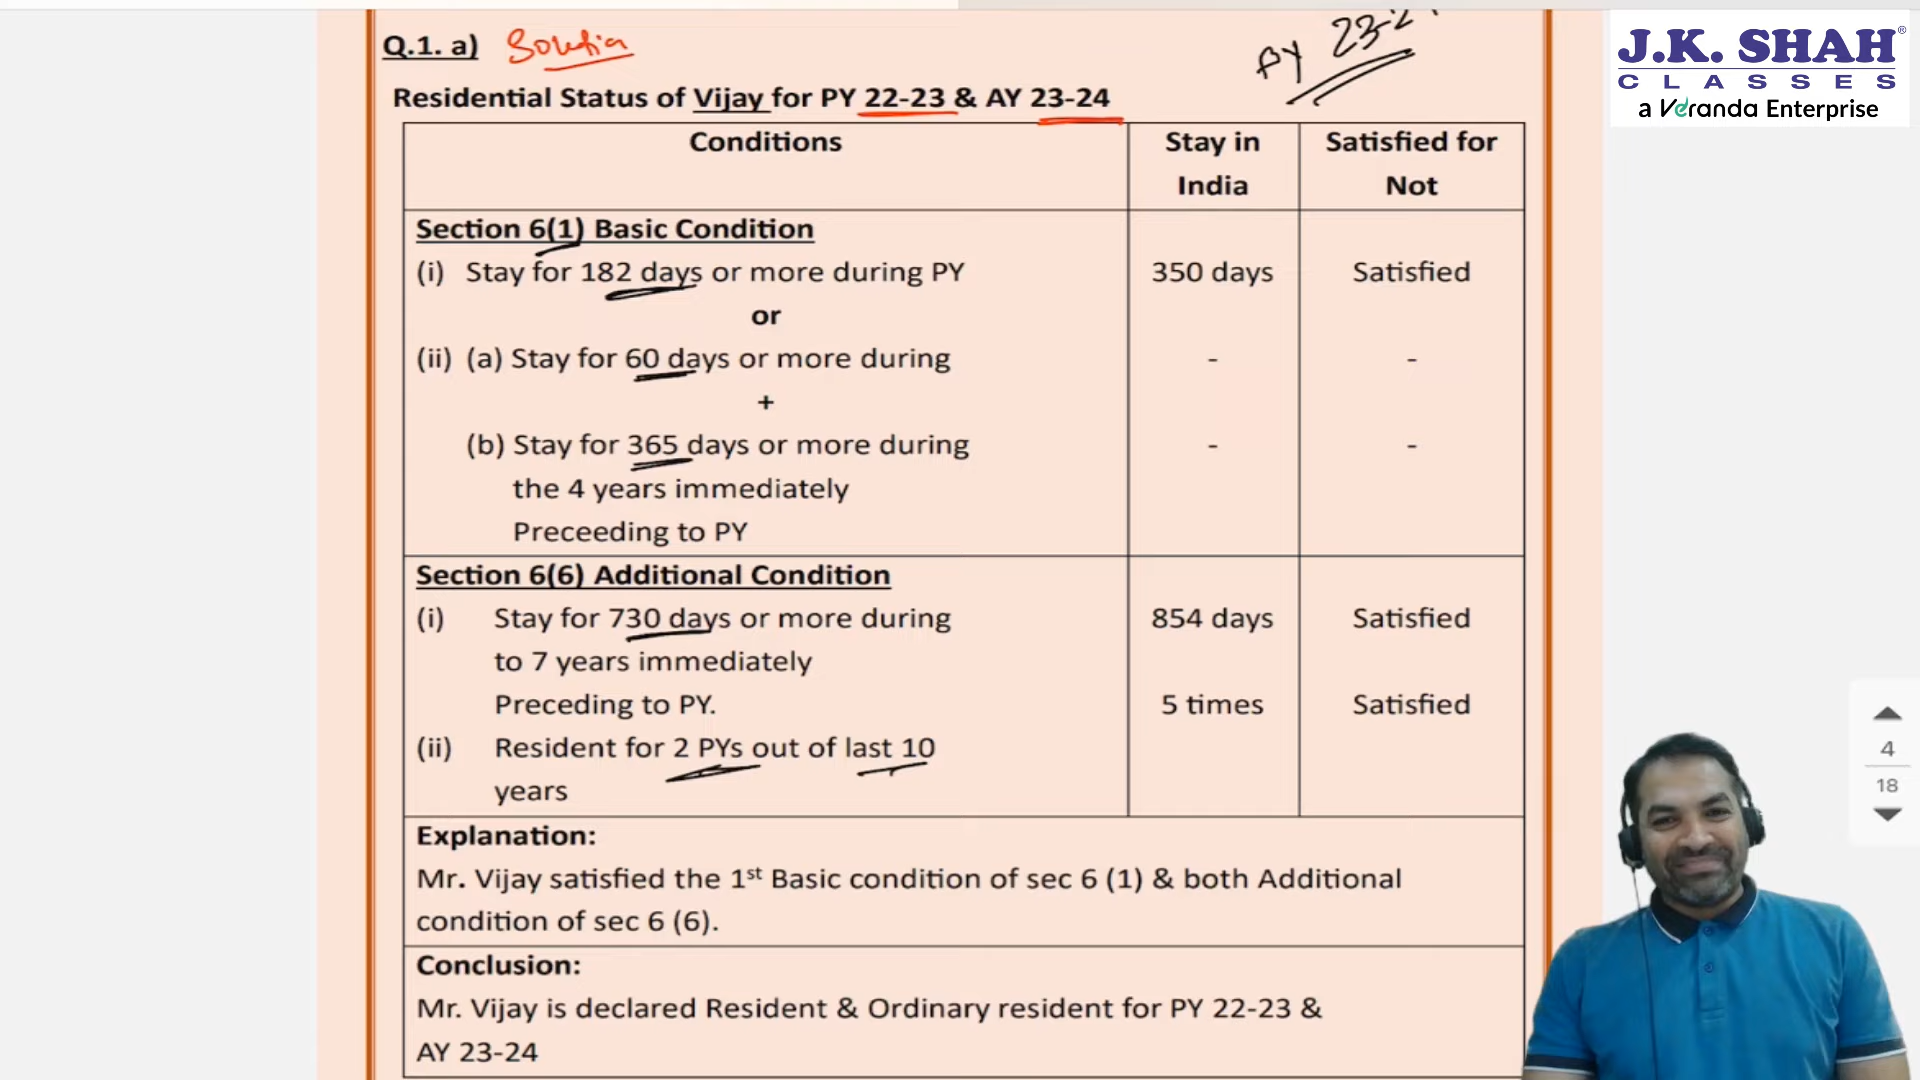 Q.1. a) Solution
PY 23-2
J.K. SHAH®
CLASSES
a Veranda Enterprise
Residential Status of Vijay for PY 22-23 & AY 23-24
Conditions Stay in India Satisfied for Not
Section 6(1) Basic Condition
(i) Stay for 182 days or more during PY 350 days Satisfied
or
(ii) (a) Stay for 60 days or more during - -
+
(b) Stay for 365 days or more during - -
the 4 years immediately
Preceeding to PY
Section 6(6) Additional Condition
(i) Stay for 730 days or more during 854 days Satisfied
to 7 years immediately
Preceding to PY. 5 times Satisfied
(ii) Resident for 2 PYs out of last 10
years
Explanation:
Mr. Vijay satisfied the 1st Basic condition of sec 6 (1) & both Additional
condition of sec 6 (6).
Conclusion:
Mr. Vijay is declared Resident & Ordinary resident for PY 22-23 &
AY 23-24
4
18